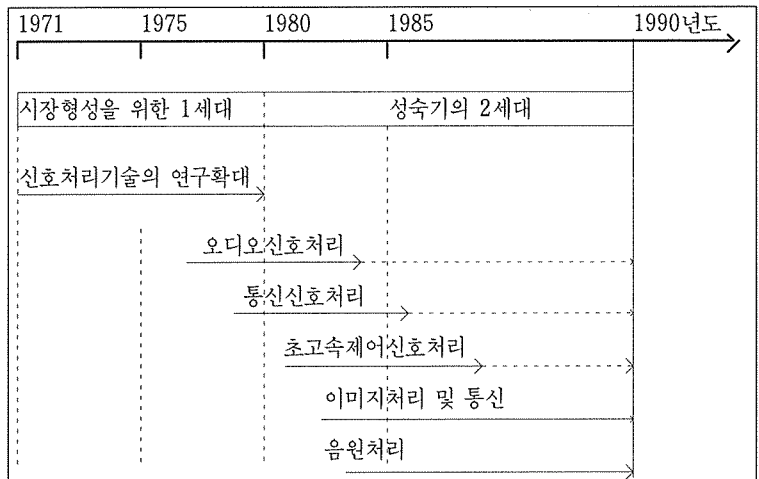 1971 1975 1980 1985 1990년도
시장형성을 위한 1세대 성숙기의 2세대
신호처리기술의 연구확대
오디오신호처리
통신신호처리
초고속제어신호처리
이미지처리 및 통신
음원처리